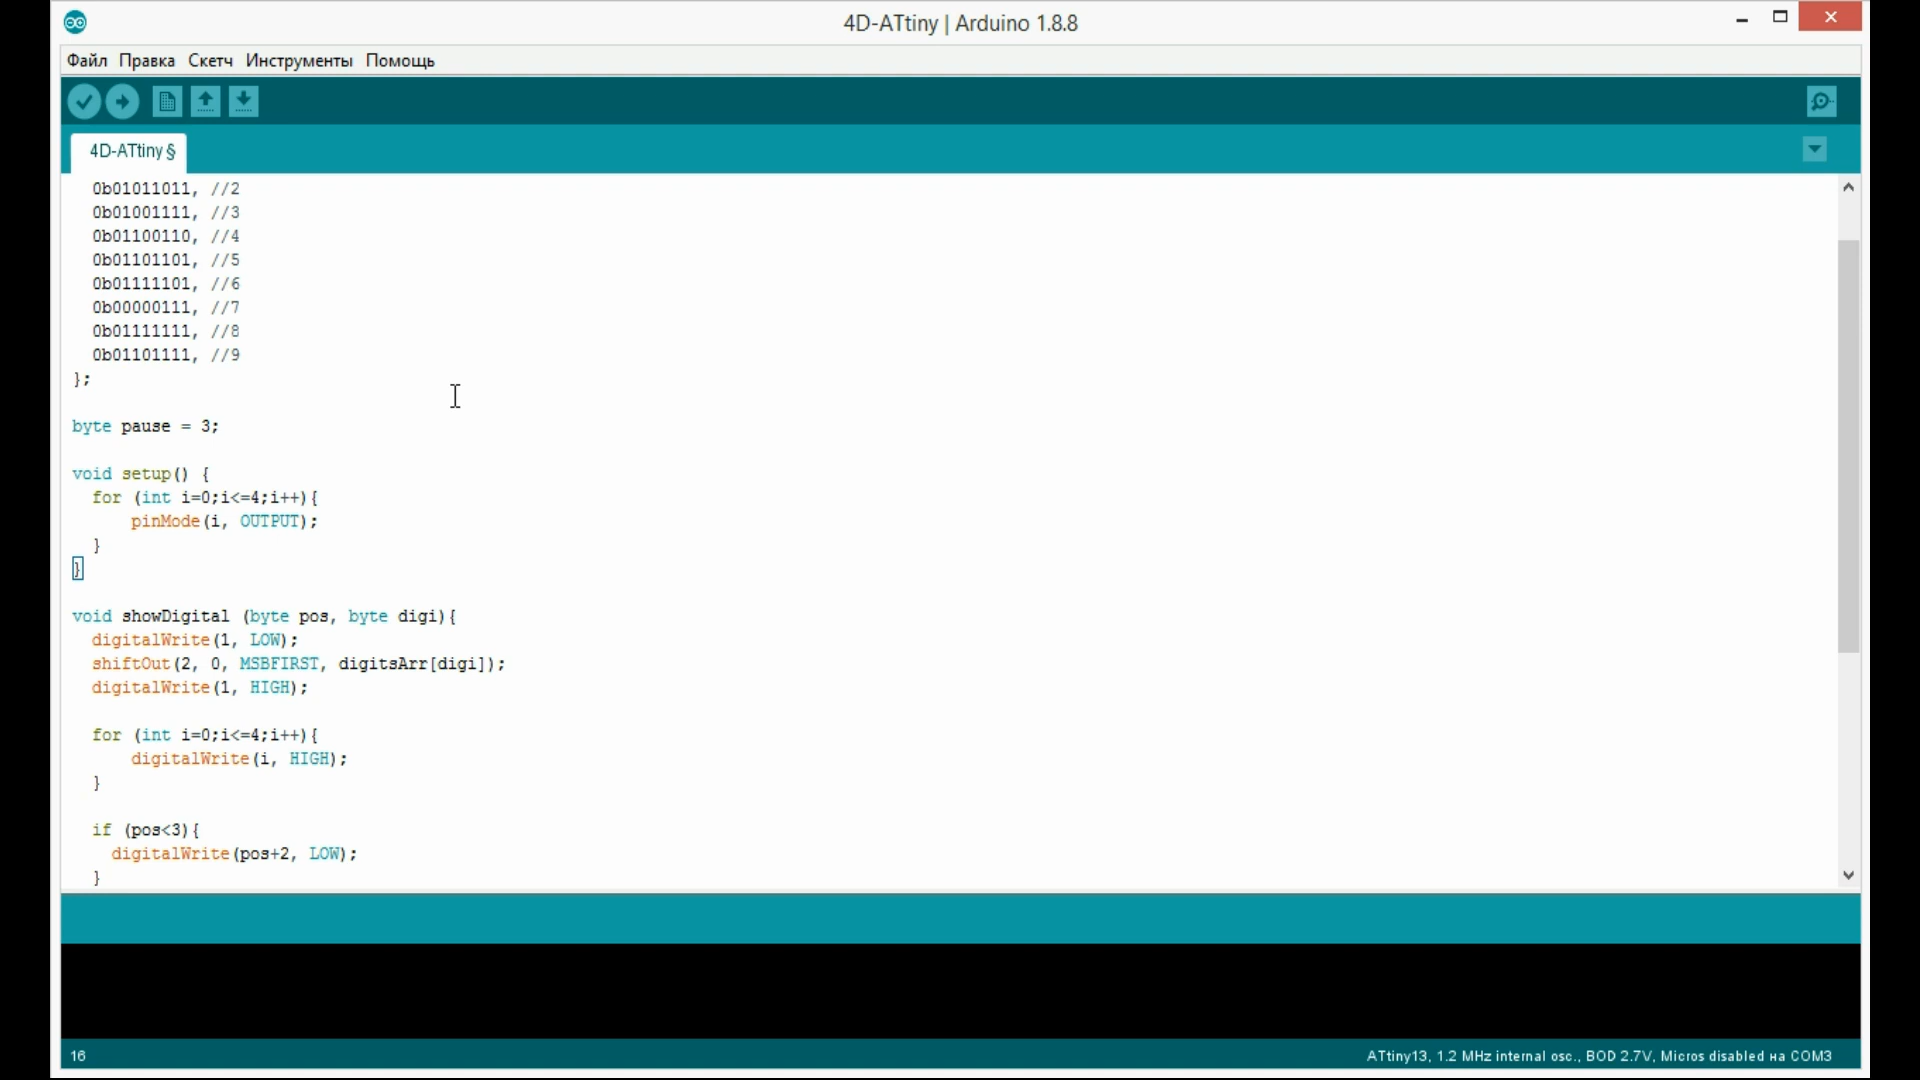 4D-ATtiny | Arduino 1.8.8
Файл Правка Скетч Инструменты Помощь
4D-ATtiny §
0b01011011, //2
0b01001111, //3
0b01100110, //4
0b01101101, //5
0b01111101, //6
0b00000111, //7
0b01111111, //8
0b01101111, //9
};
byte pause = 3;
void setup() {
for (int i=0;i<=4;i++){
pinMode(i, OUTPUT);
}
}
void showDigital (byte pos, byte digi){
digitalWrite(1, LOW);
shiftOut(2, 0, MSBFIRST, digitsArr[digi]);
digitalWrite(1, HIGH);
for (int i=0;i<=4;i++){
digitalWrite(i, HIGH);
}
if (pos<3){
digitalWrite(pos+2, LOW);
}
16
ATtiny13, 1.2 MHz internal osc., BOD 2.7V, Micros disabled на COM3